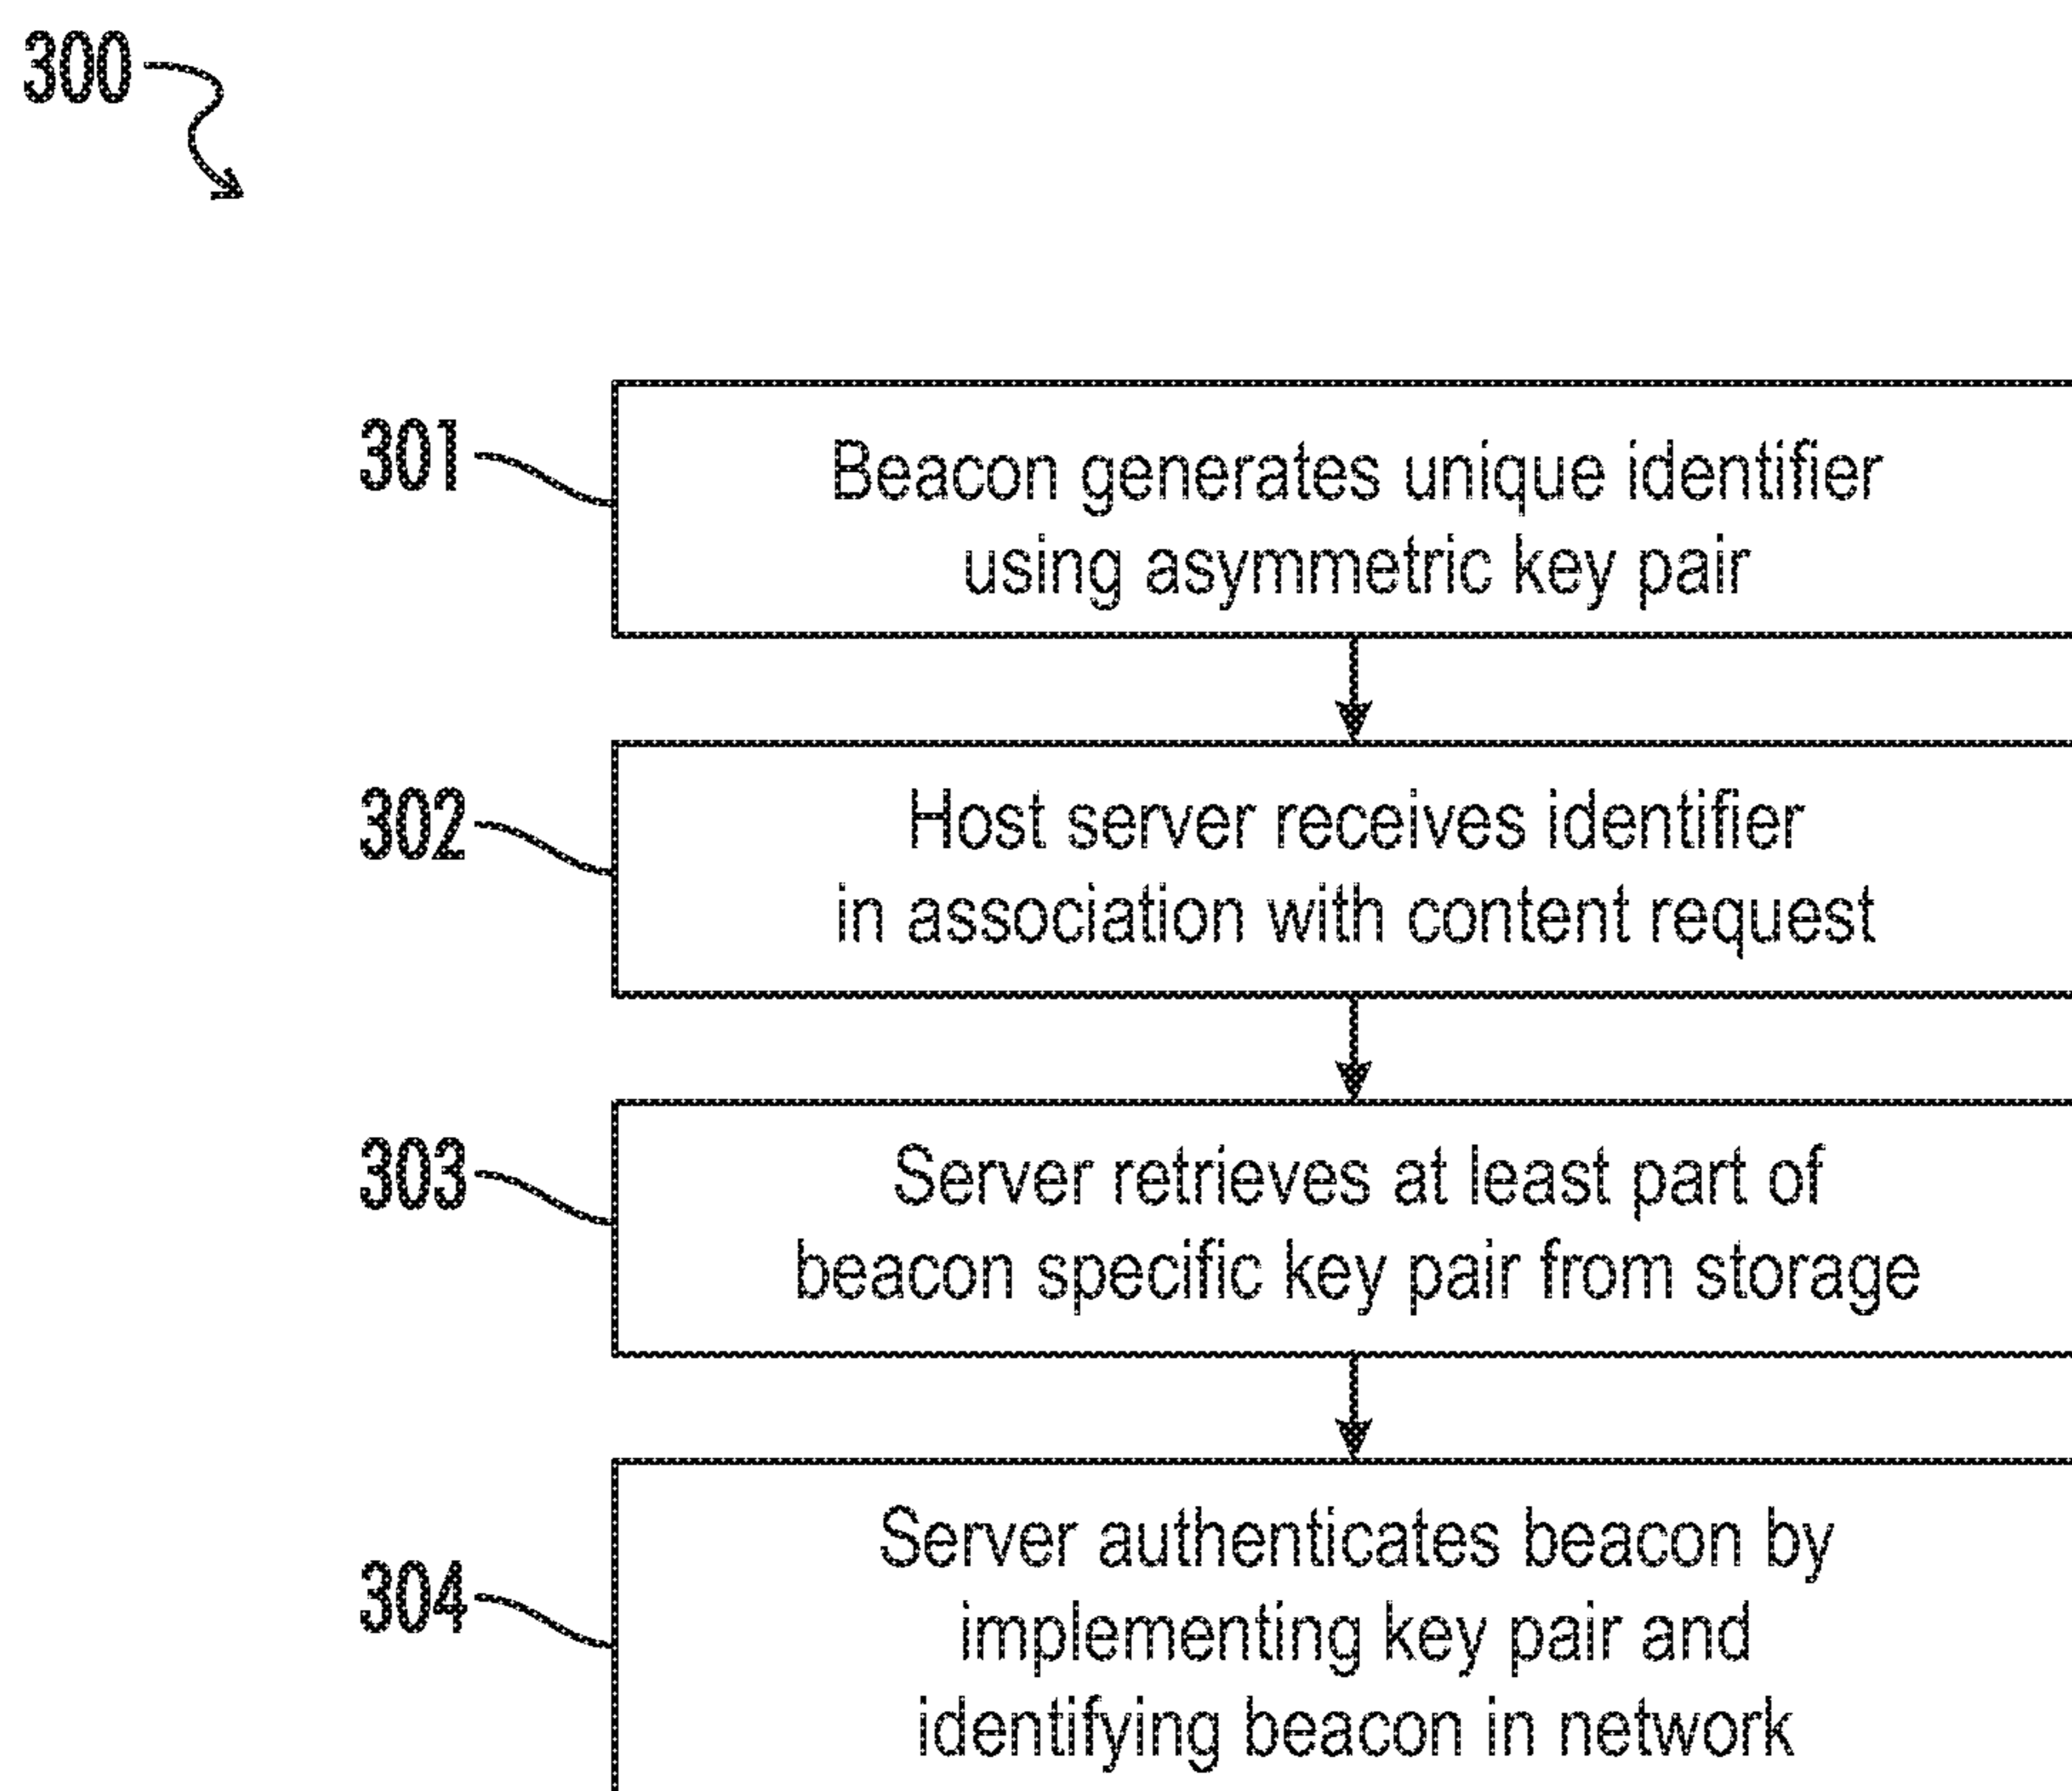 300
301
Beacon generates unique identifier
using asymmetric key pair
302
Host server receives identifier
in association with content request
303
Server retrieves at least part of
beacon specific key pair from storage
304
Server authenticates beacon by
implementing key pair and
identifying beacon in network